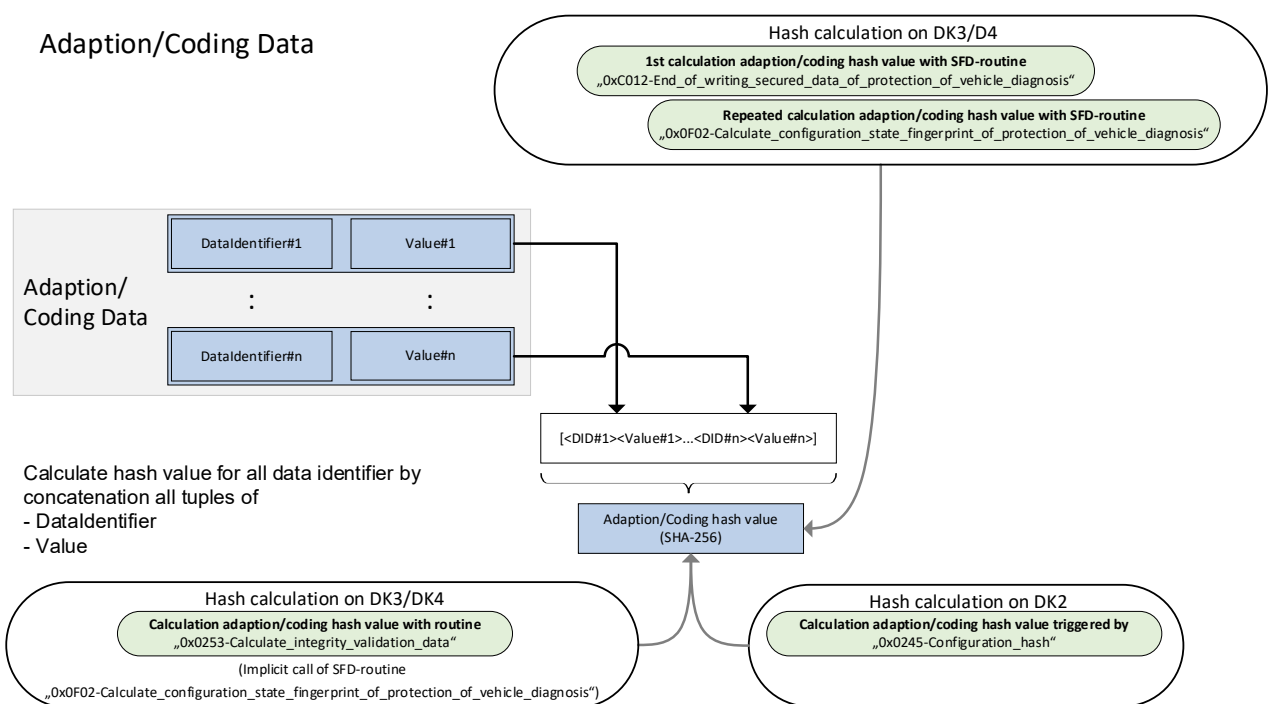 Adaption/Coding Data
Hash calculation on DK3/D4
1st calculation adaption/coding hash value with SFD-routine
„0xC012-End_of_writing_secured_data_of_protection_of_vehicle_diagnosis“
Repeated calculation adaption/coding hash value with SFD-routine
„0x0F02-Calculate_configuration_state_fingerprint_of_protection_of_vehicle_diagnosis“
Adaption/
Coding Data
DataIdentifier#1
Value#1
:
:
DataIdentifier#n
Value#n
[<DID#1><Value#1>...<DID#n><Value#n>]
Calculate hash value for all data identifier by
concatenation all tuples of
- DataIdentifier
- Value
Adaption/Coding hash value
(SHA-256)
Hash calculation on DK3/DK4
Calculation adaption/coding hash value with routine
„0x0253-Calculate_integrity_validation_data“
(Implicit call of SFD-routine
„0x0F02-Calculate_configuration_state_fingerprint_of_protection_of_vehicle_diagnosis“)
Hash calculation on DK2
Calculation adaption/coding hash value triggered by
„0x0245-Configuration_hash“